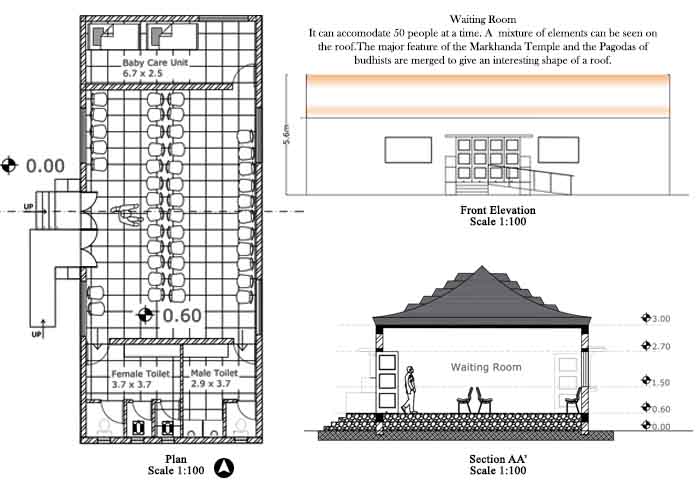 Waiting Room
It can accomodate 50 people at a time. A mixture of elements can be seen on
the roof.The major feature of the Markhanda Temple and the Pagodas of
budhists are merged to give an interesting shape of a roof.
Baby Care Unit
6.7 x 2.5
0.00
UP
UP
0.60
Female Toilet
3.7 x 3.7
Male Toilet
2.9 x 3.7
Plan
Scale 1:100
5.6m
Front Elevation
Scale 1:100
Waiting Room
3.00
2.70
1.50
0.60
0.00
Section AA'
Scale 1:100